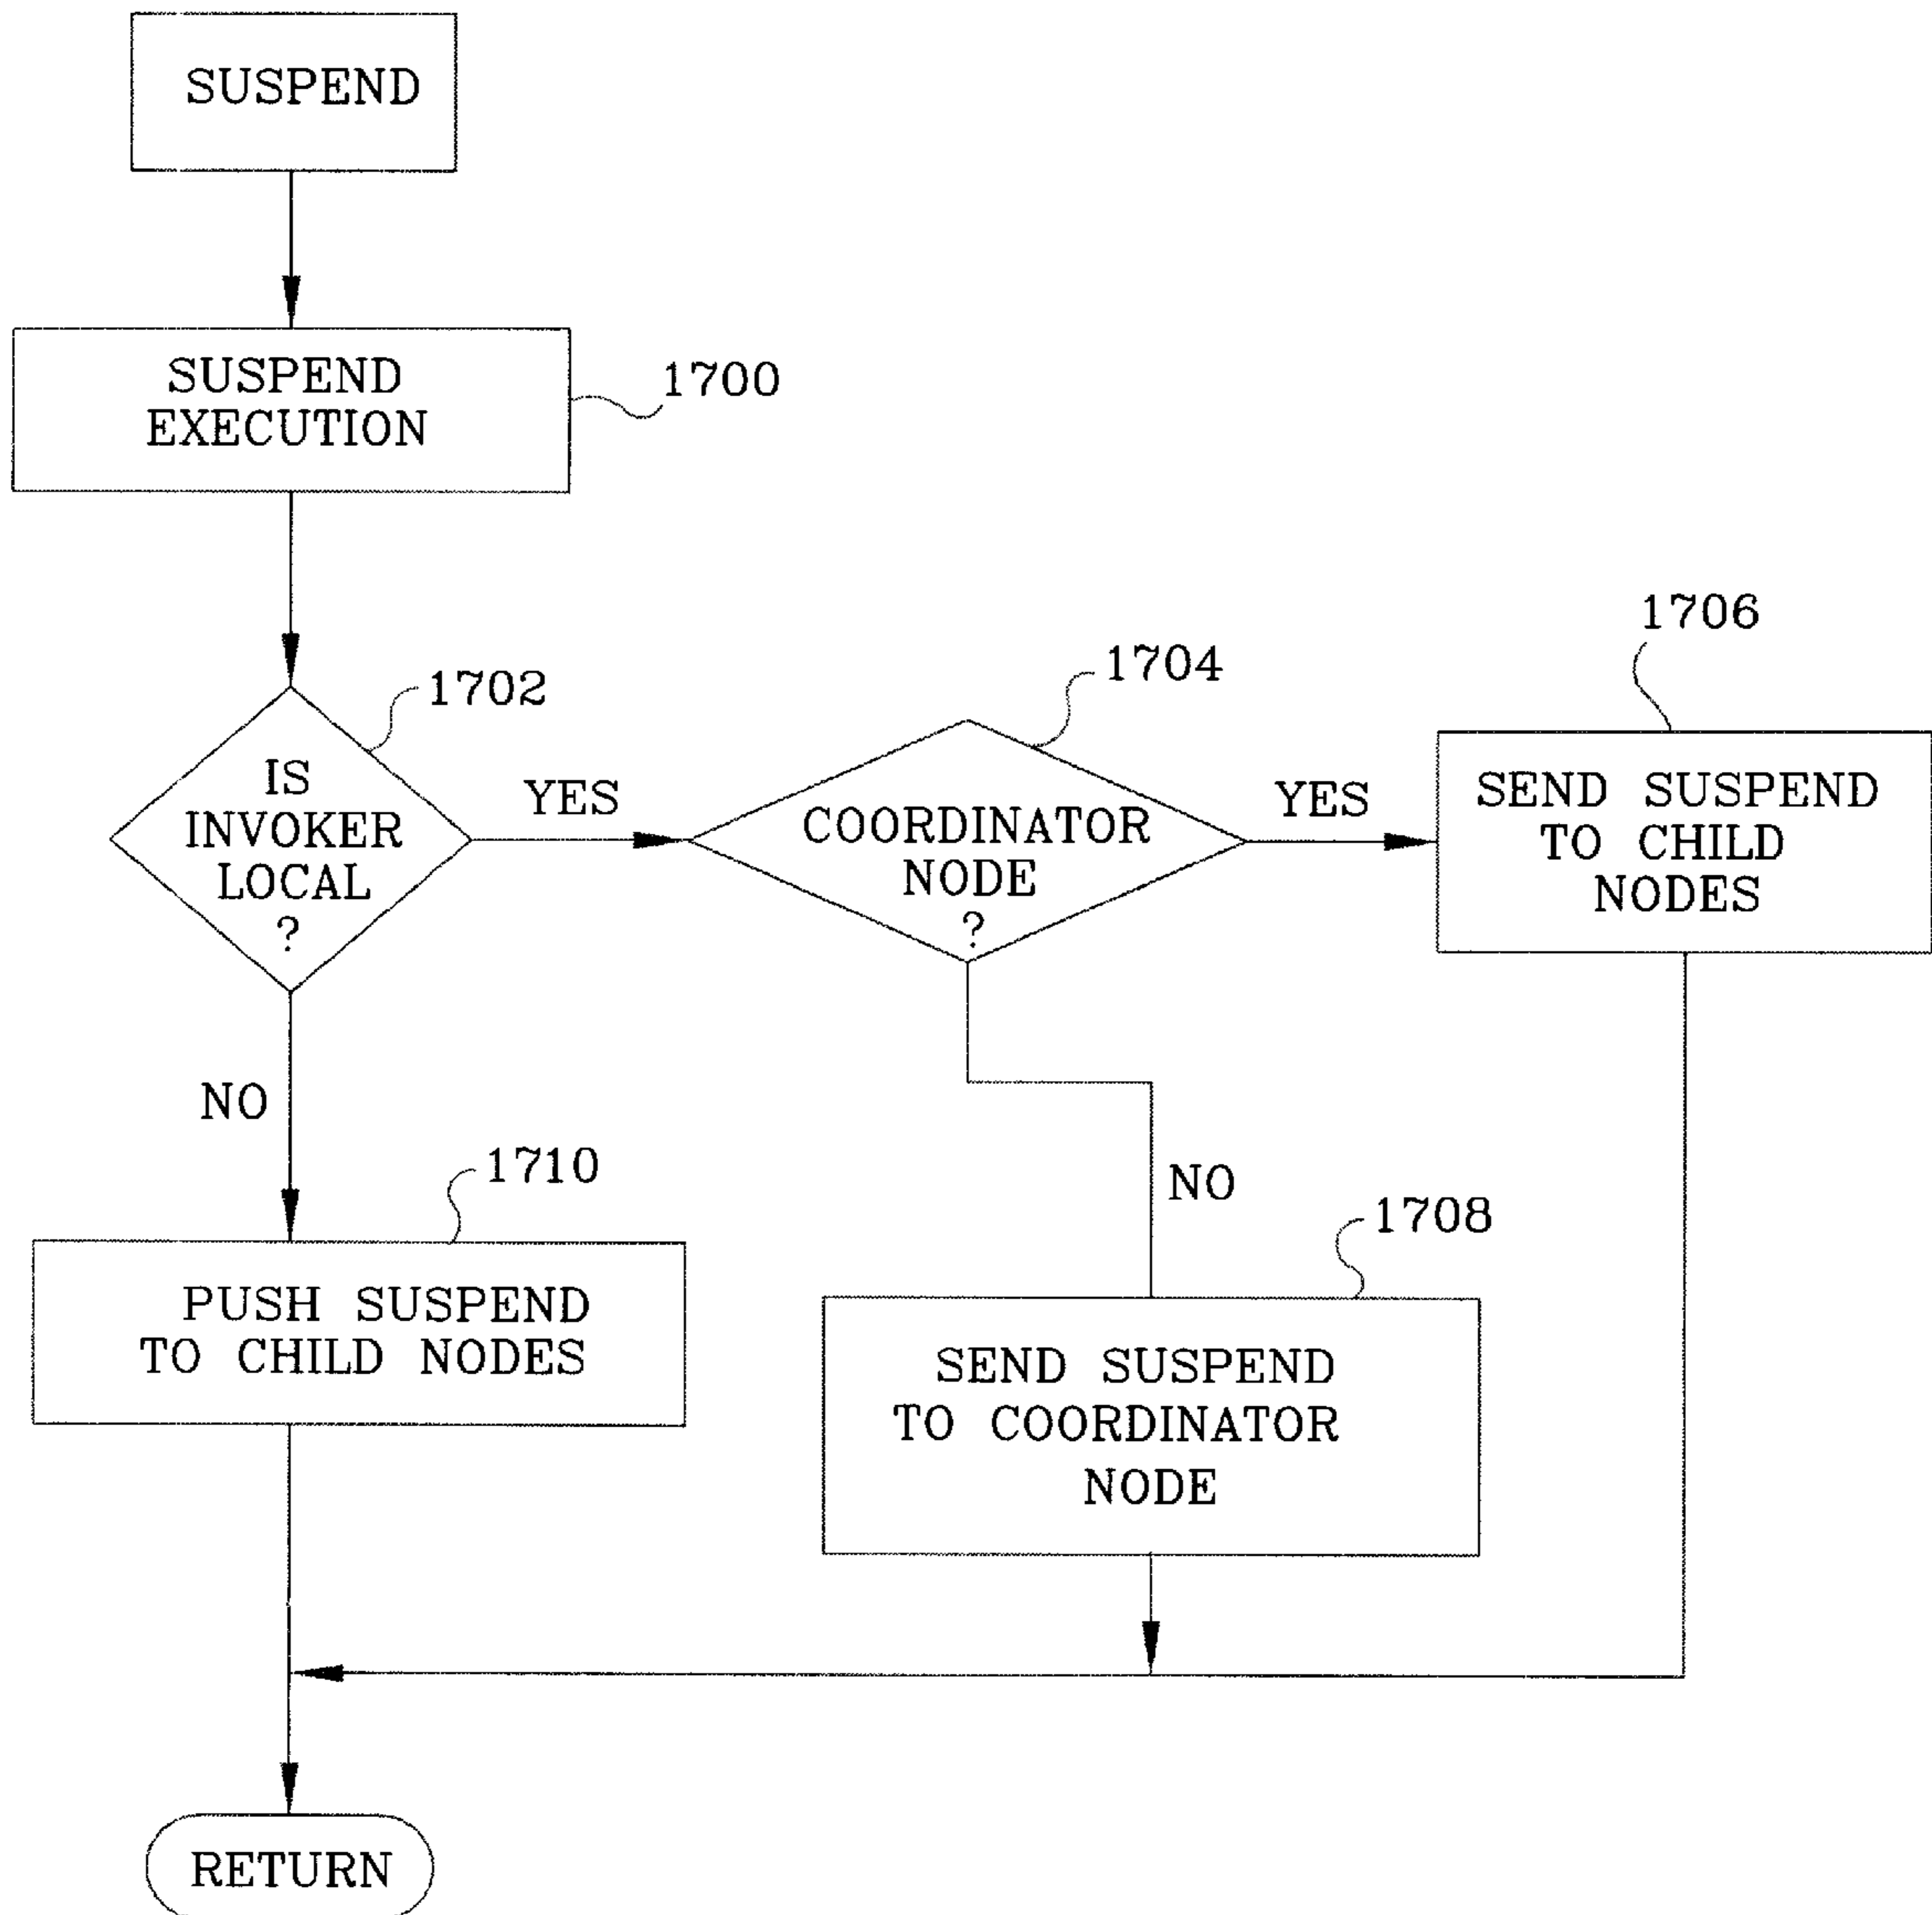 SUSPEND
SUSPEND
EXECUTION
1700
1702
IS
INVOKER
LOCAL
?
YES
1704
COORDINATOR
NODE
?
YES
1706
SEND SUSPEND
TO CHILD
NODES
NO
1710
PUSH SUSPEND
TO CHILD NODES
NO
1708
SEND SUSPEND
TO COORDINATOR
NODE
RETURN